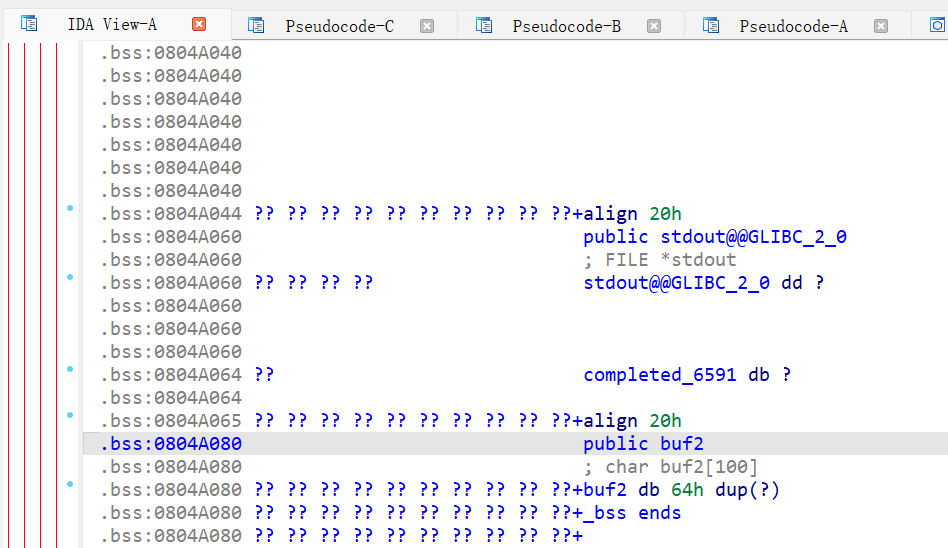 IDA View-A Pseudocode-C Pseudocode-B Pseudocode-A
.bss:0804A040
.bss:0804A040
.bss:0804A040
.bss:0804A040
.bss:0804A040
.bss:0804A040
.bss:0804A040
.bss:0804A044 ?? ?? ?? ?? ?? ?? ?? ?? ?? ??+align 20h
.bss:0804A060 public stdout@@GLIBC_2_0
.bss:0804A060 ; FILE *stdout
.bss:0804A060 ?? ?? ?? ?? stdout@@GLIBC_2_0 dd ?
.bss:0804A060
.bss:0804A060
.bss:0804A060
.bss:0804A064 ?? completed_6591 db ?
.bss:0804A064
.bss:0804A065 ?? ?? ?? ?? ?? ?? ?? ?? ?? ??+align 20h
.bss:0804A080 public buf2
.bss:0804A080 ; char buf2[100]
.bss:0804A080 ?? ?? ?? ?? ?? ?? ?? ?? ?? ??+buf2 db 64h dup(?)
.bss:0804A080 ?? ?? ?? ?? ?? ?? ?? ?? ?? ??+_bss ends
.bss:0804A080 ?? ?? ?? ?? ?? ?? ?? ?? ?? ??+